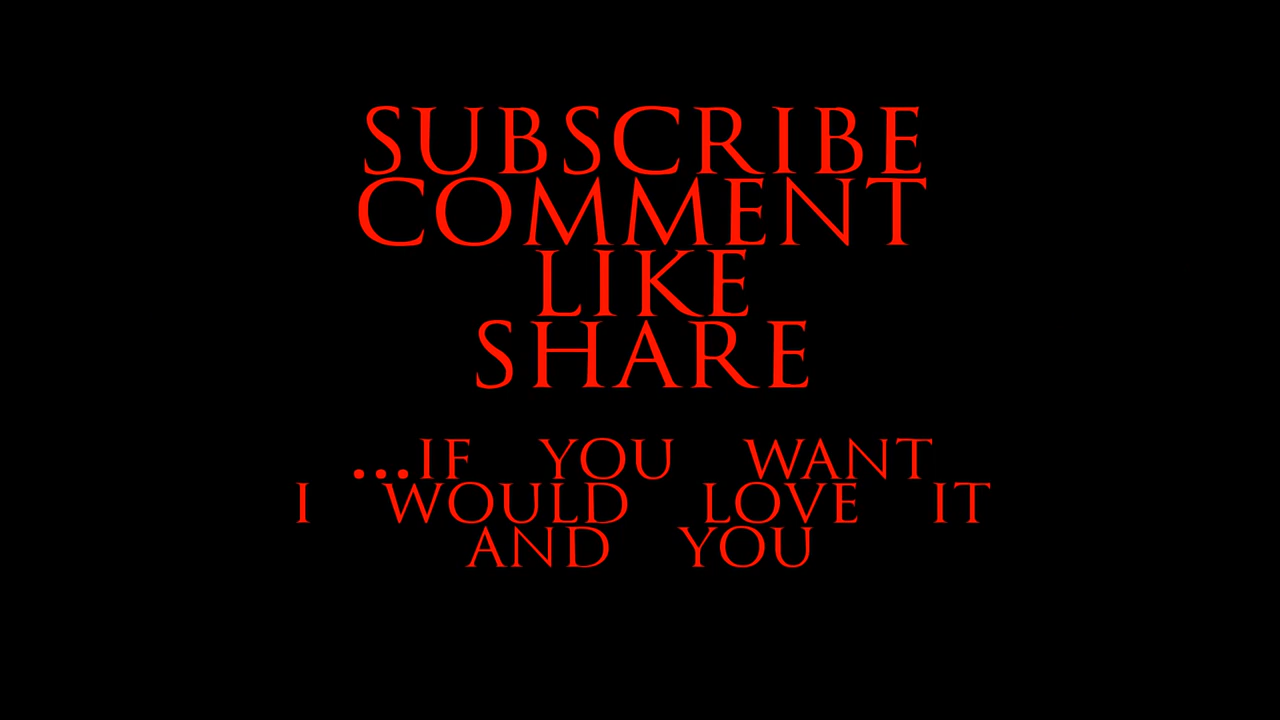 SUBSCRIBE
COMMENT
LIKE
SHARE
...IF YOU WANT
I WOULD LOVE IT
AND YOU